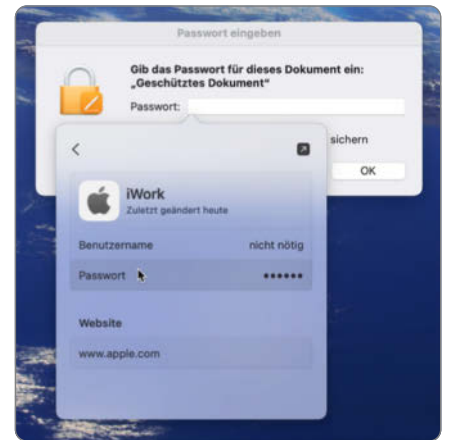 Passwort eingeben
Gib das Passwort für dieses Dokument ein:
„Geschütztes Dokument“
Passwort:
sichern
OK
iWork
Zuletzt geändert heute
Benutzername nicht nötig
Passwort ●●●●●●
Website
www.apple.com